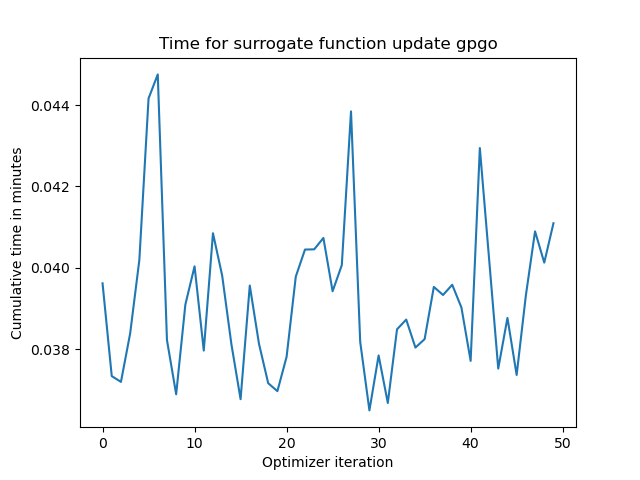 Time for surrogate function update gpgo
Cumulative time in minutes
0.044
0.042
0.040
0.038
0 10 20 30 40 50
Optimizer iteration